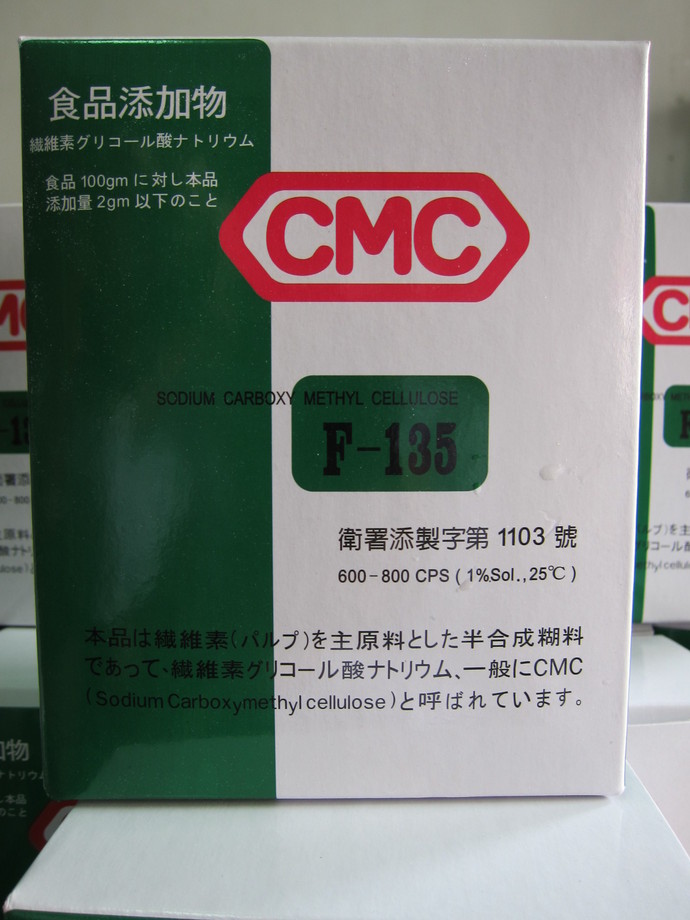 食品添加物
繊維素グリコール酸ナトリウム
食品 100gm に対し本品
添加量 2gm 以下のこと
CMC
SODIUM CARBOXY METHYL CELLULOSE
F-135
衛署添製字第 1103 號
600-800 CPS ( 1%Sol.,25℃ )
本品は繊維素(パルプ)を主原料とした半合成糊料
であって、繊維素グリコール酸ナトリウム、一般にCMC
(Sodium Carboxymethyl cellulose)と呼ばれています。